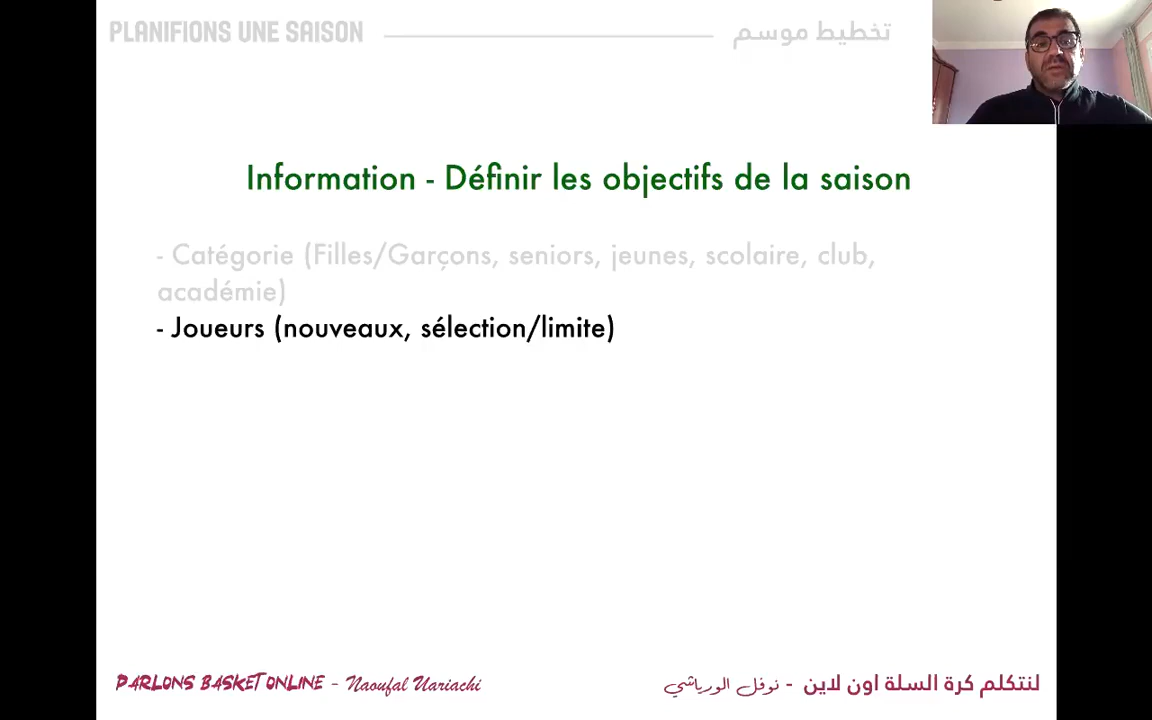 PLANIFIONS UNE SAISON
تخطيط موسم
Information - Définir les objectifs de la saison
- Catégorie (Filles/Garçons, seniors, jeunes, scolaire, club,
académie)
- Joueurs (nouveaux, sélection/limite)
PARLONS BASKET ONLINE - Naoufal Uariachi
لنتكلم كرة السلة اون لاين - نوفل الورياشي